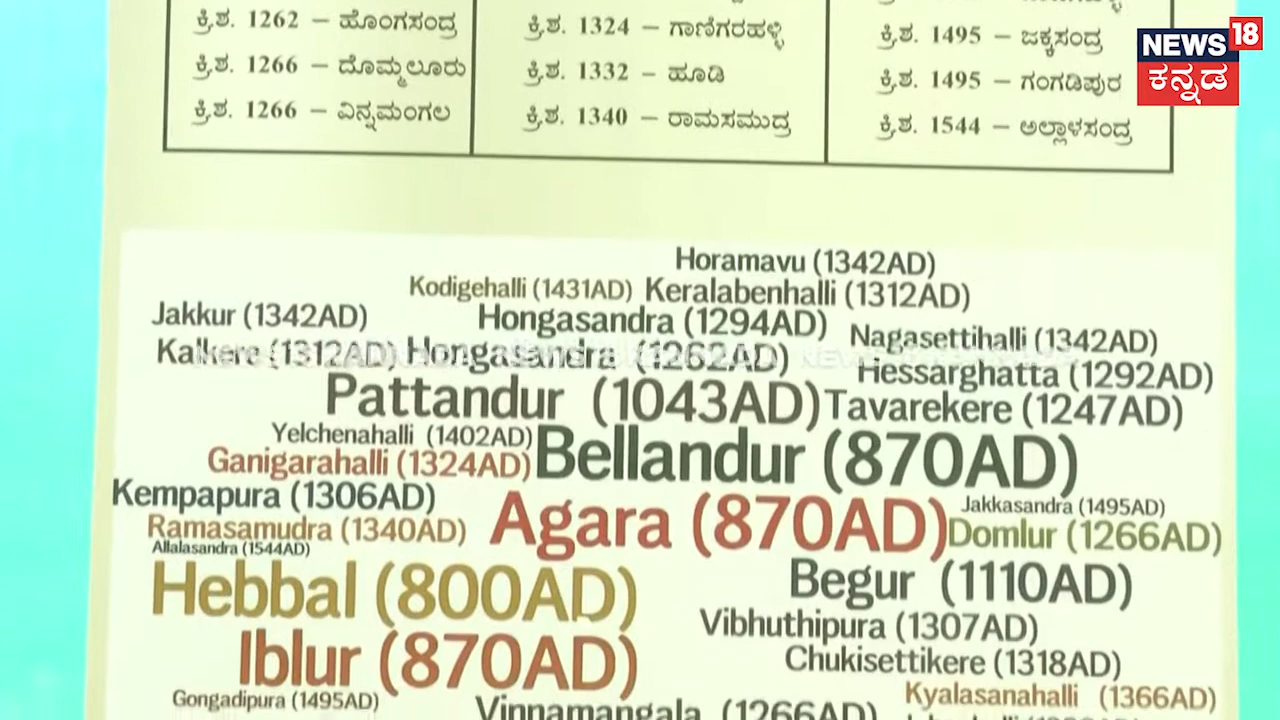 ಕ್ರಿ.ಶ. 1262 – ಹೊಂಗಸಂದ್ರ
ಕ್ರಿ.ಶ. 1266 – ದೊಮ್ಮಲೂರು
ಕ್ರಿ.ಶ. 1266 – ವಿನ್ನಮಂಗಲ
ಕ್ರಿ.ಶ. 1324 – ಗಾಣಿಗರಹಳ್ಳಿ
ಕ್ರಿ.ಶ. 1332 – ಹೂಡಿ
ಕ್ರಿ.ಶ. 1340 – ರಾಮಸಮುದ್ರ
ಕ್ರಿ.ಶ. 1495 – ಜಕ್ಕಸಂದ್ರ
ಕ್ರಿ.ಶ. 1495 – ಗಂಗಡಿಪುರ
ಕ್ರಿ.ಶ. 1544 – ಅಲ್ಲಾಳಸಂದ್ರ
NEWS 18
ಕನ್ನಡ
Horamavu (1342AD)
Kodigehalli (1431AD) Keralabenhalli (1312AD)
Jakkur (1342AD) Hongasandra (1294AD) Nagasettihalli (1342AD)
Kalkere (1312AD) Hongasandra (1262AD) Hessarghatta (1292AD)
Pattandur (1043AD) Tavarekere (1247AD)
Yelchenahalli (1402AD) Bellandur (870AD)
Ganigarahalli (1324AD)
Kempapura (1306AD) Agara (870AD) Jakkasandra (1495AD)
Ramasamudra (1340AD) Domlur (1266AD)
Allalasandra (1544AD)
Hebbal (800AD) Begur (1110AD)
Vibhuthipura (1307AD)
Iblur (870AD) Chukisettikere (1318AD)
Gongadipura (1495AD) Kyalasanahalli (1366AD)
Vinnamangala (1266AD)